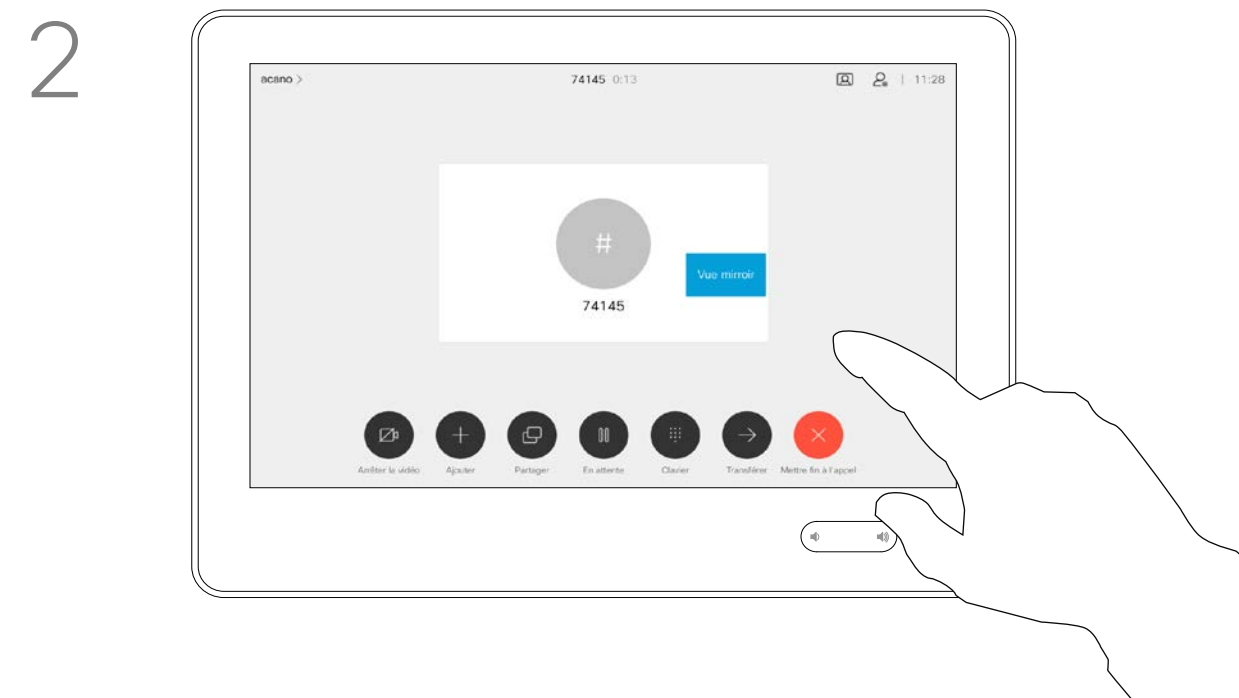 2
acano >
74145 0:13
| 11:28
#
Vue mirroir
74145
Arrêter la vidéo
Ajouter
Partager
En attente
Clavier
Transférer
Mettre fin à l'appel